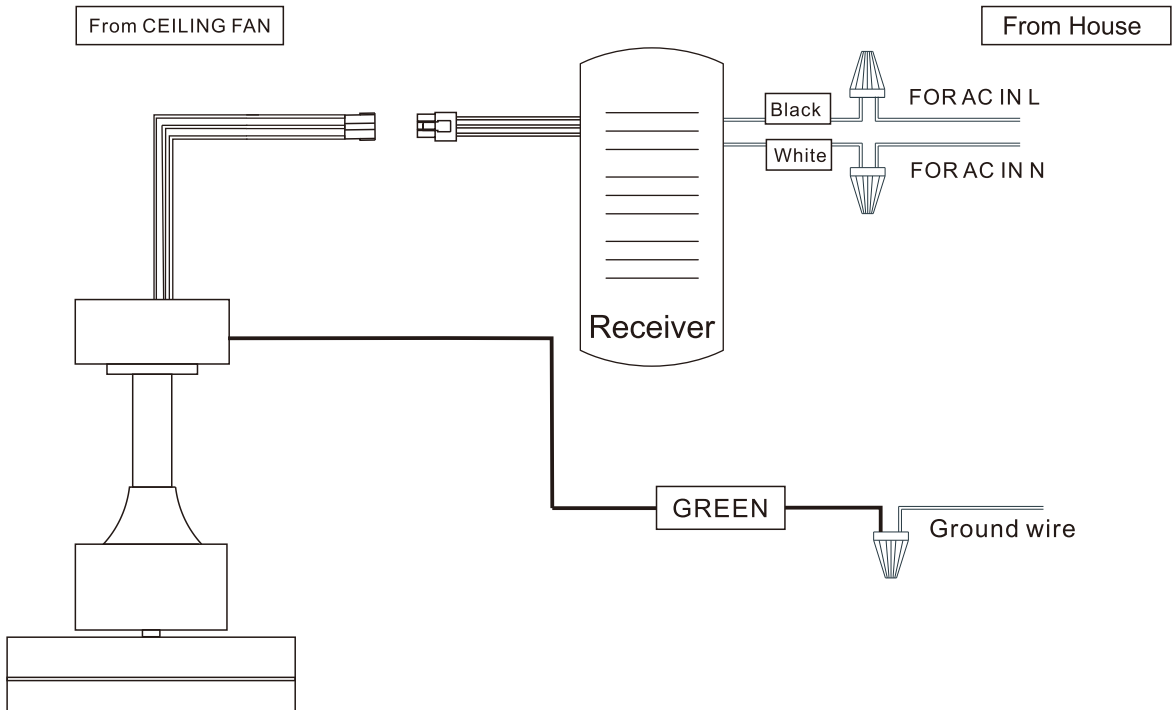 From CEILING FAN
From House
Black
FOR AC IN L
White
FOR AC IN N
Receiver
GREEN
Ground wire